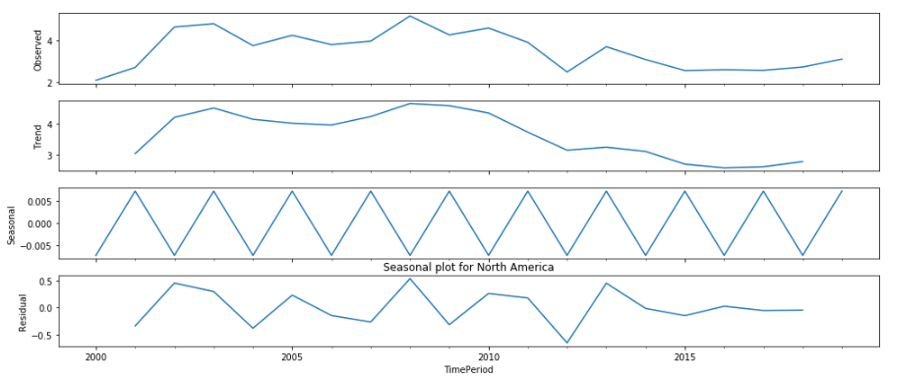 Observed
4
2
Trend
4
3
Seasonal
0.005
0.000
−0.005
Seasonal plot for North America
Residual
0.5
0.0
−0.5
2000 2005 2010 2015
TimePeriod